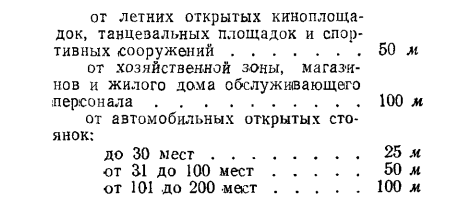 от летних открытых киноплоща-
док, танцевальных площадок и спор-
тивных сооружений . . . . . . . 50 м
от хозяйственной зоны, магази-
нов и жилого дома обслуживающего
персонала . . . . . . . . . . 100 м
от автомобильных открытых сто-
янок:
до 30 мест . . . . . . . . 25 м
от 31 до 100 мест . . . . . . 50 м
от 101 до 200 мест . . . . . . 100 м